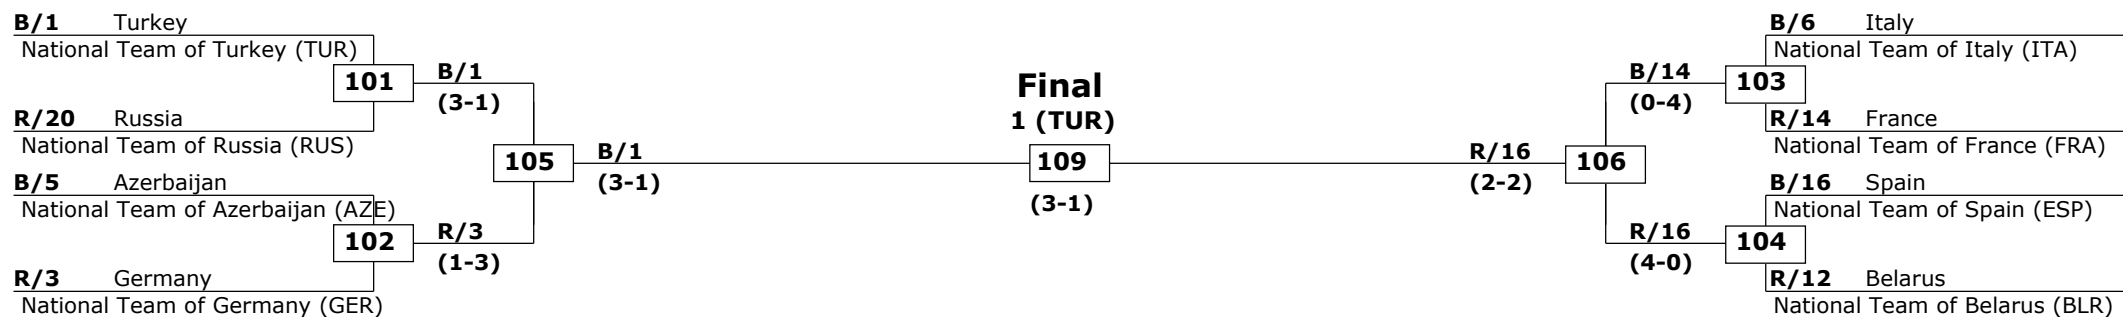 B/1 Turkey
National Team of Turkey (TUR)
101
B/1
(3-1)
R/20 Russia
National Team of Russia (RUS)
105
B/1
(3-1)
B/5 Azerbaijan
National Team of Azerbaijan (AZE)
102
R/3
(1-3)
R/3 Germany
National Team of Germany (GER)
Final
1 (TUR)
109
(3-1)
B/6 Italy
National Team of Italy (ITA)
B/14
(0-4)
103
R/14 France
National Team of France (FRA)
R/16
(2-2)
106
B/16 Spain
National Team of Spain (ESP)
R/16
(4-0)
104
R/12 Belarus
National Team of Belarus (BLR)